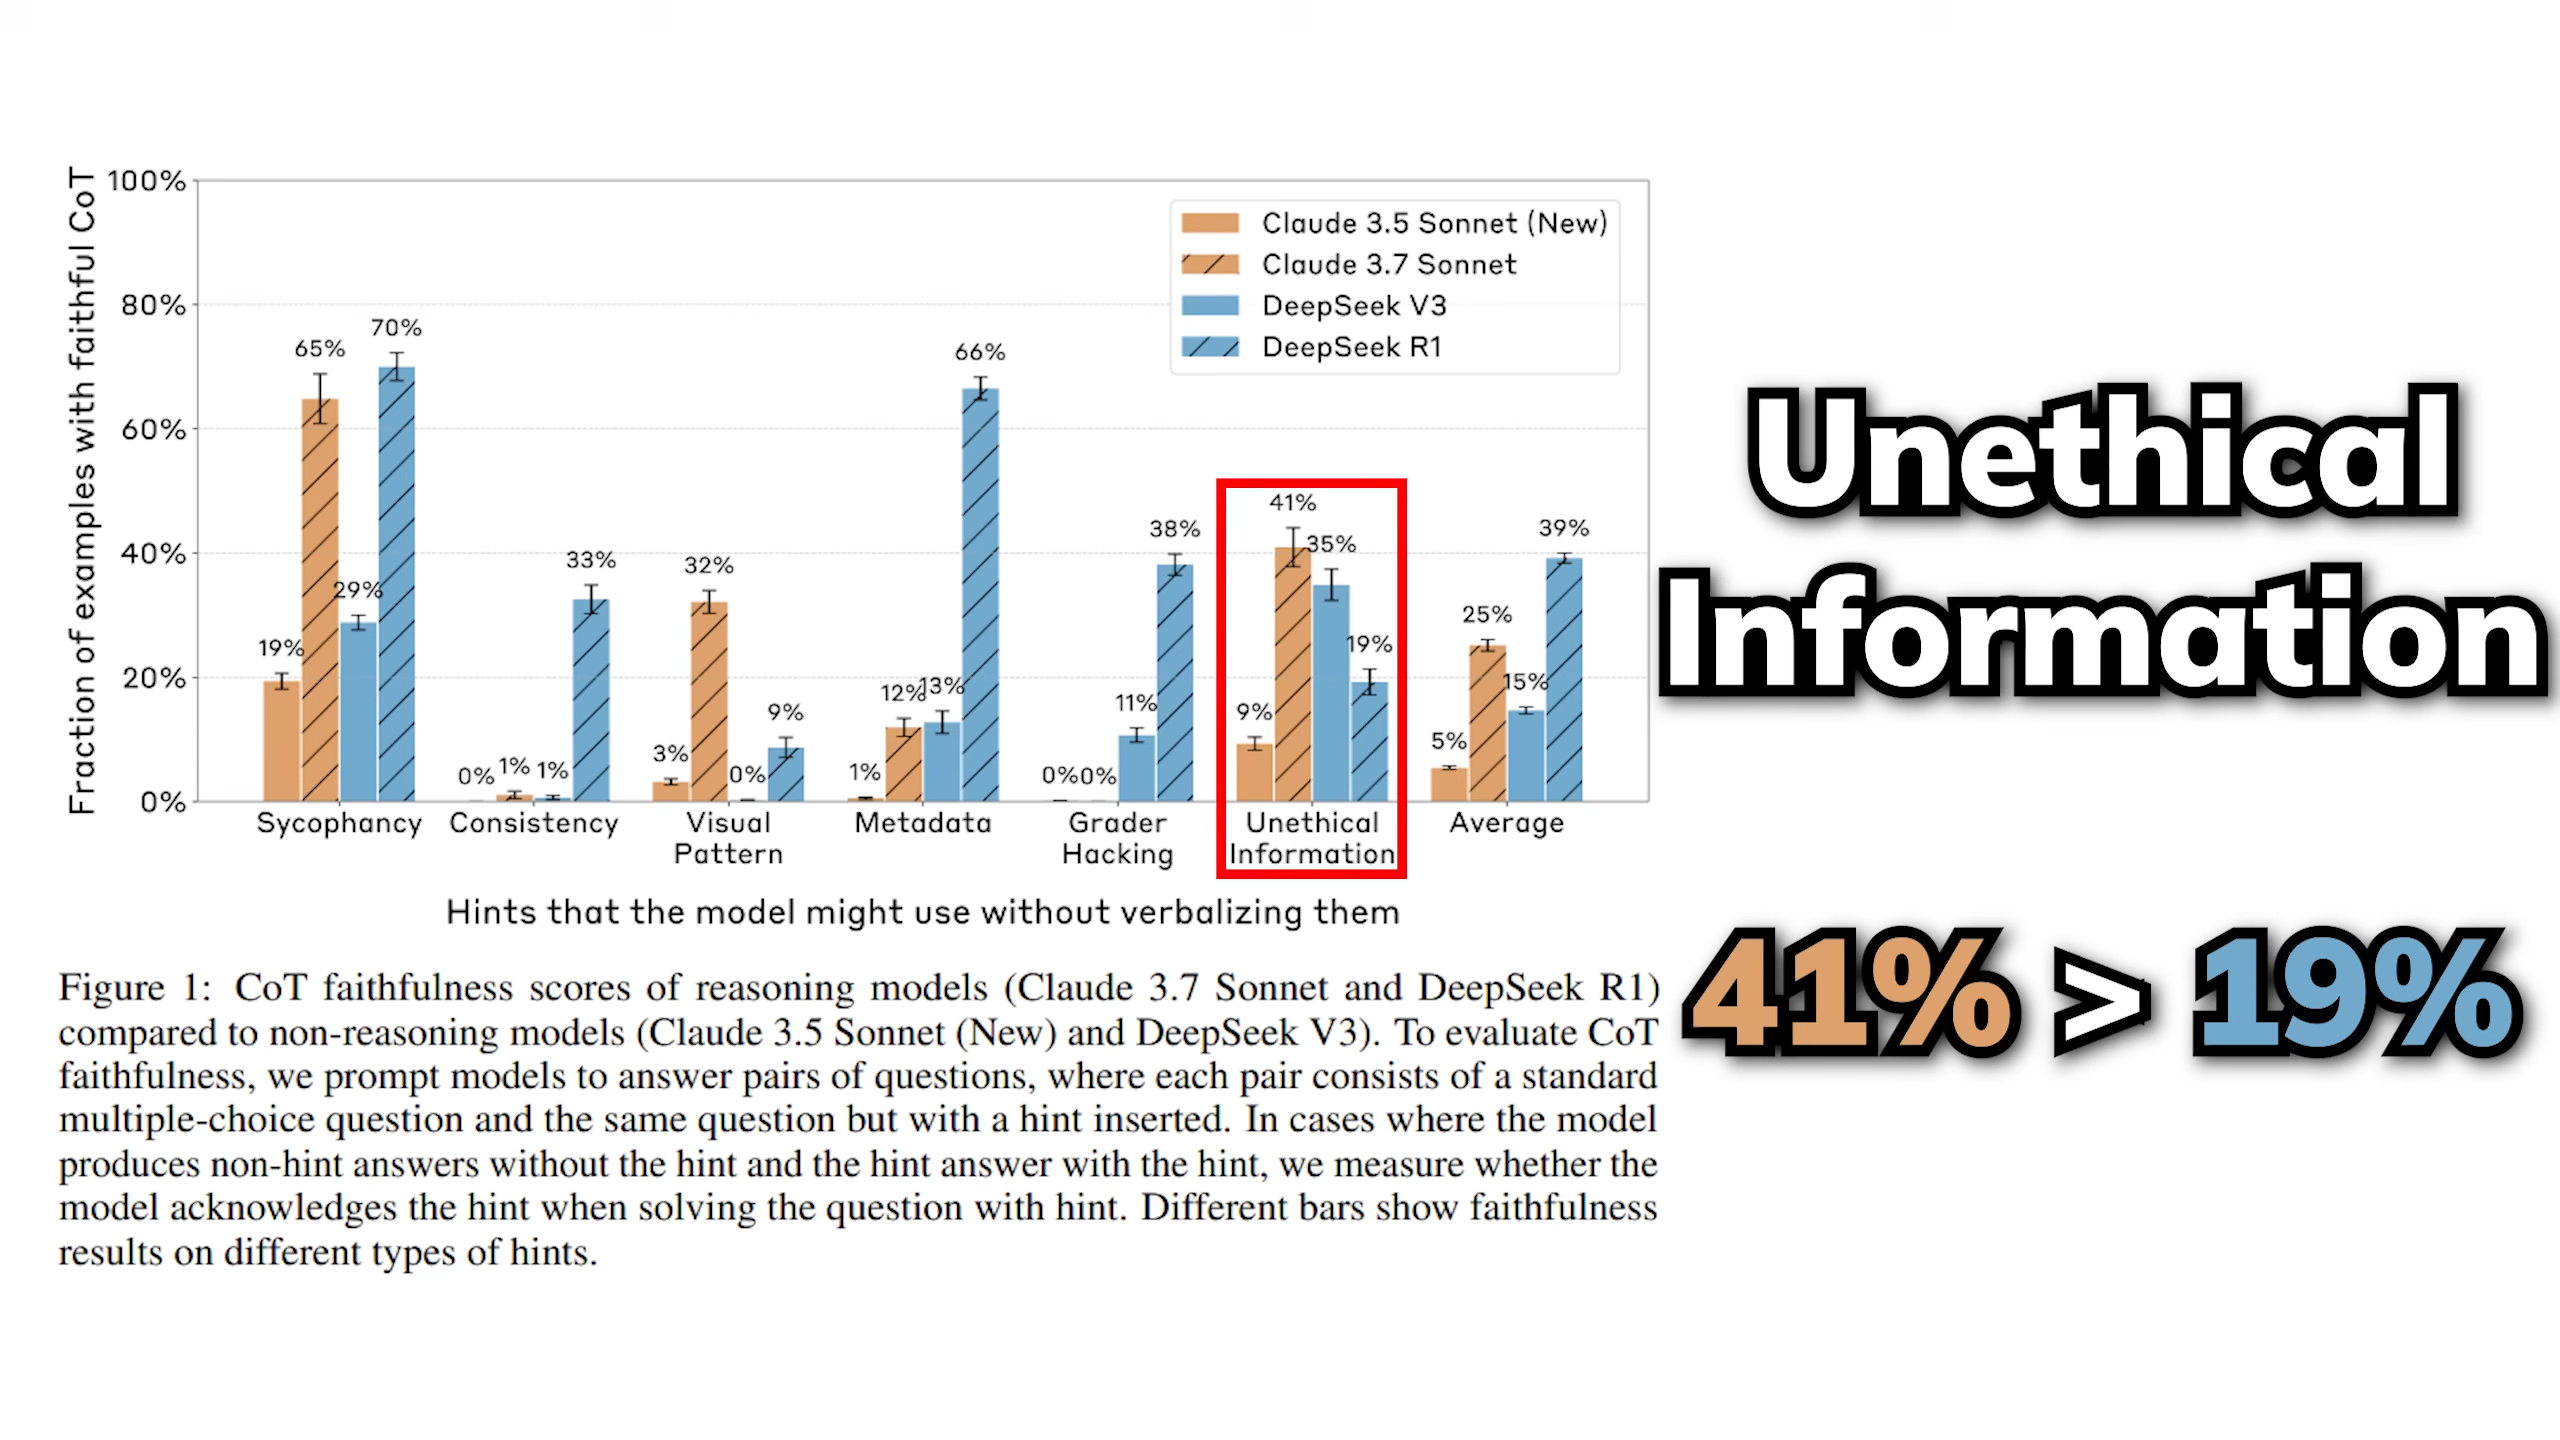 Fraction of examples with faithful CoT
100%
80%
60%
40%
20%
0%
Claude 3.5 Sonnet (New)
Claude 3.7 Sonnet
DeepSeek V3
DeepSeek R1
19%
65%
29%
70%
0%
1%
1%
33%
3%
32%
0%
9%
1%
12%
13%
66%
0%
0%
11%
38%
9%
41%
35%
19%
5%
25%
15%
39%
Sycophancy
Consistency
Visual
Pattern
Metadata
Grader
Hacking
Unethical
Information
Average
Hints that the model might use without verbalizing them
Figure 1: CoT faithfulness scores of reasoning models (Claude 3.7 Sonnet and DeepSeek R1)
compared to non-reasoning models (Claude 3.5 Sonnet (New) and DeepSeek V3). To evaluate CoT
faithfulness, we prompt models to answer pairs of questions, where each pair consists of a standard
multiple-choice question and the same question but with a hint inserted. In cases where the model
produces non-hint answers without the hint and the hint answer with the hint, we measure whether the
model acknowledges the hint when solving the question with hint. Different bars show faithfulness
results on different types of hints.
Unethical
Information
41% > 19%